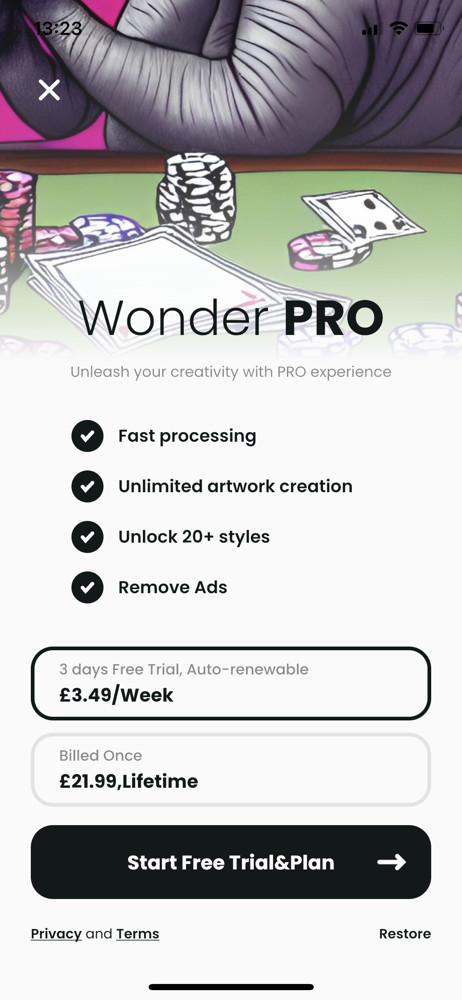 13:23
Wonder PRO
Unleash your creativity with PRO experience
Fast processing
Unlimited artwork creation
Unlock 20+ styles
Remove Ads
3 days Free Trial, Auto-renewable
£3.49/Week
Billed Once
£21.99,Lifetime
Start Free Trial&Plan
Privacy and Terms
Restore